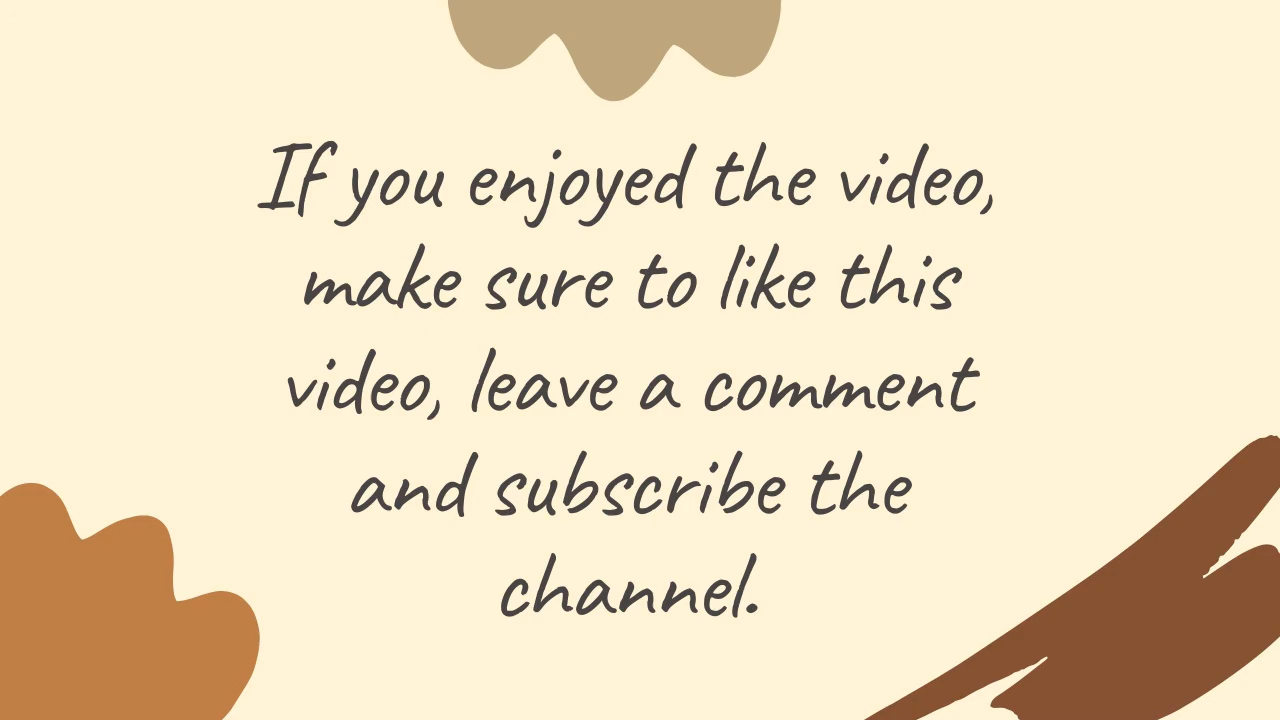 If you enjoyed the video,
make sure to like this
video, leave a comment
and subscribe the
channel.